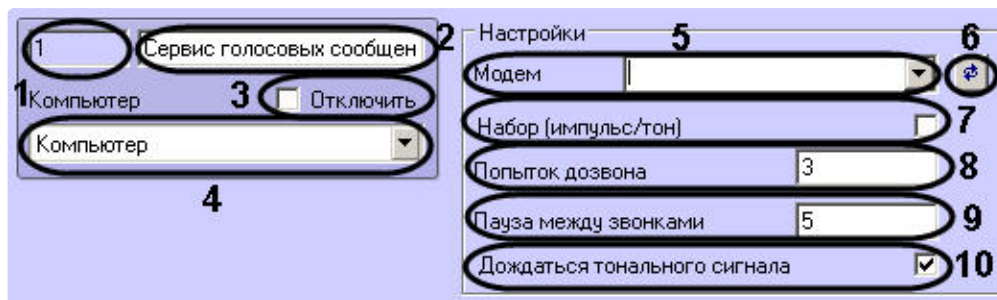 1 Сервис голосовых сообщен 2
1 Компьютер 3 Отключить
Компьютер
4
Настройки 5 6
Модем
Набор (импульс/тон) 7
Попыток дозвона 3 8
Пауза между звонками 5 9
Дождаться тонального сигнала 10